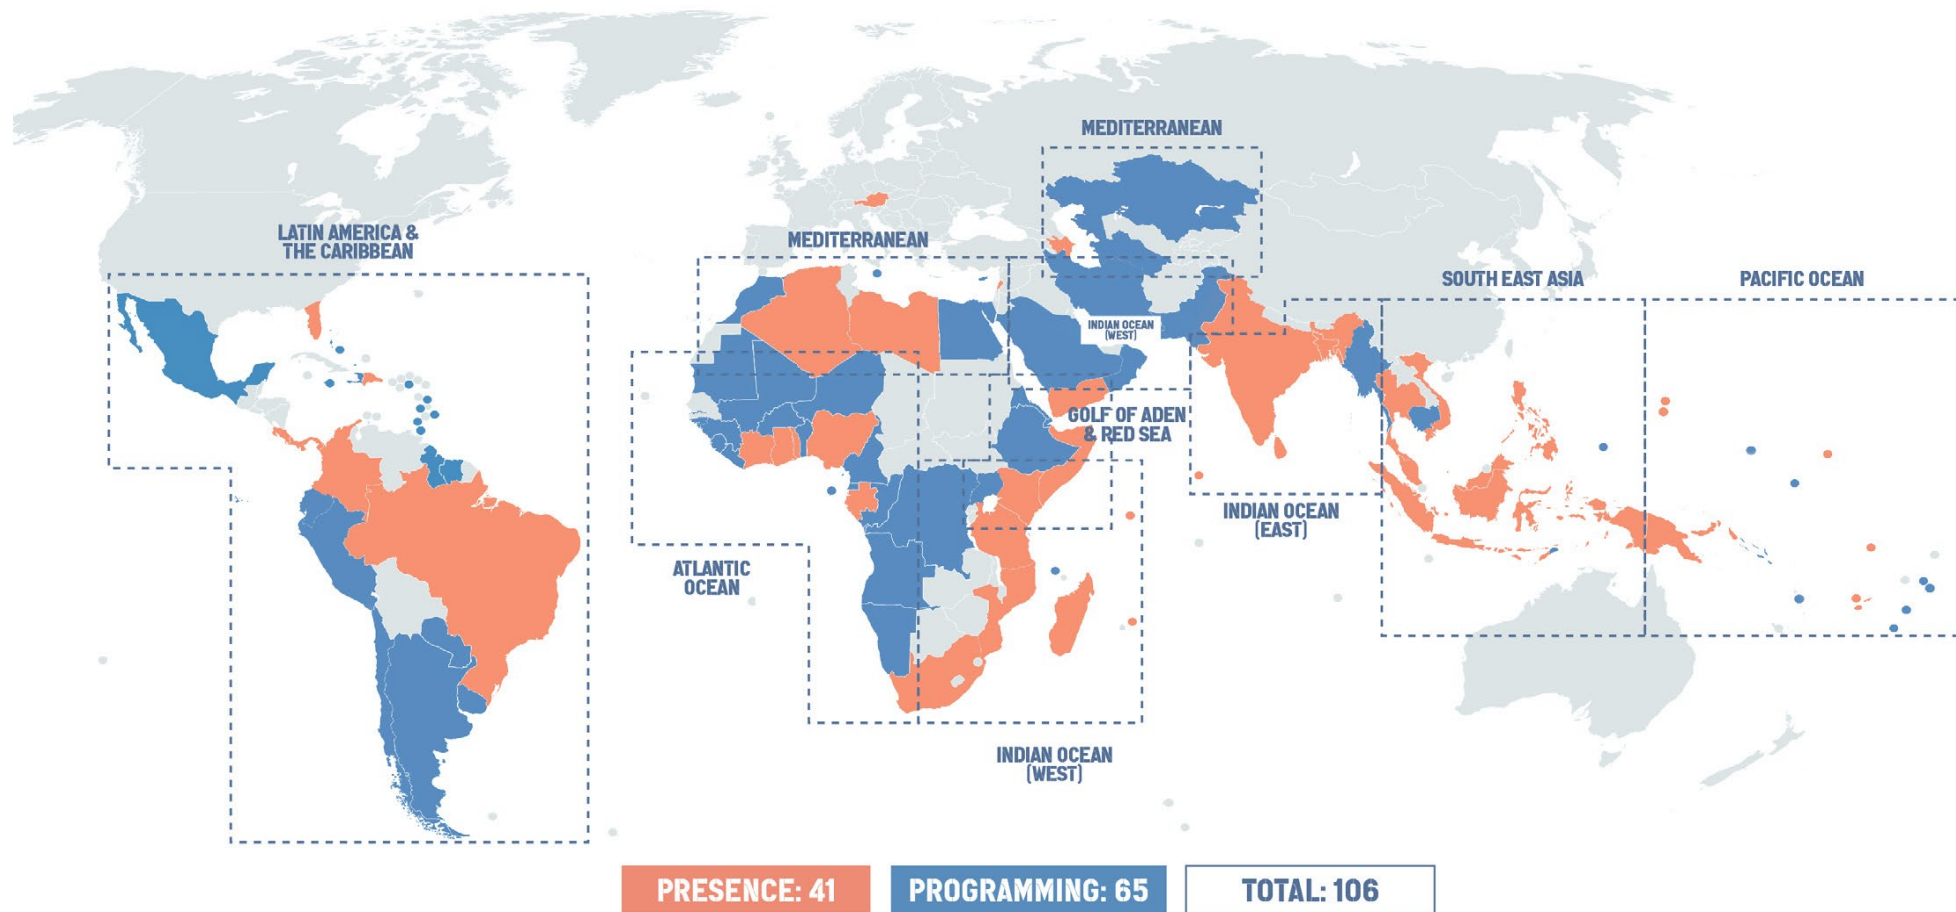 MEDITERRANEAN
LATIN AMERICA &
THE CARIBBEAN
MEDITERRANEAN
SOUTH EAST ASIA
PACIFIC OCEAN
INDIAN OCEAN
(WEST)
GOLF OF ADEN
& RED SEA
INDIAN OCEAN
(EAST)
ATLANTIC
OCEAN
INDIAN OCEAN
(WEST)
PRESENCE: 41
PROGRAMMING: 65
TOTAL: 106